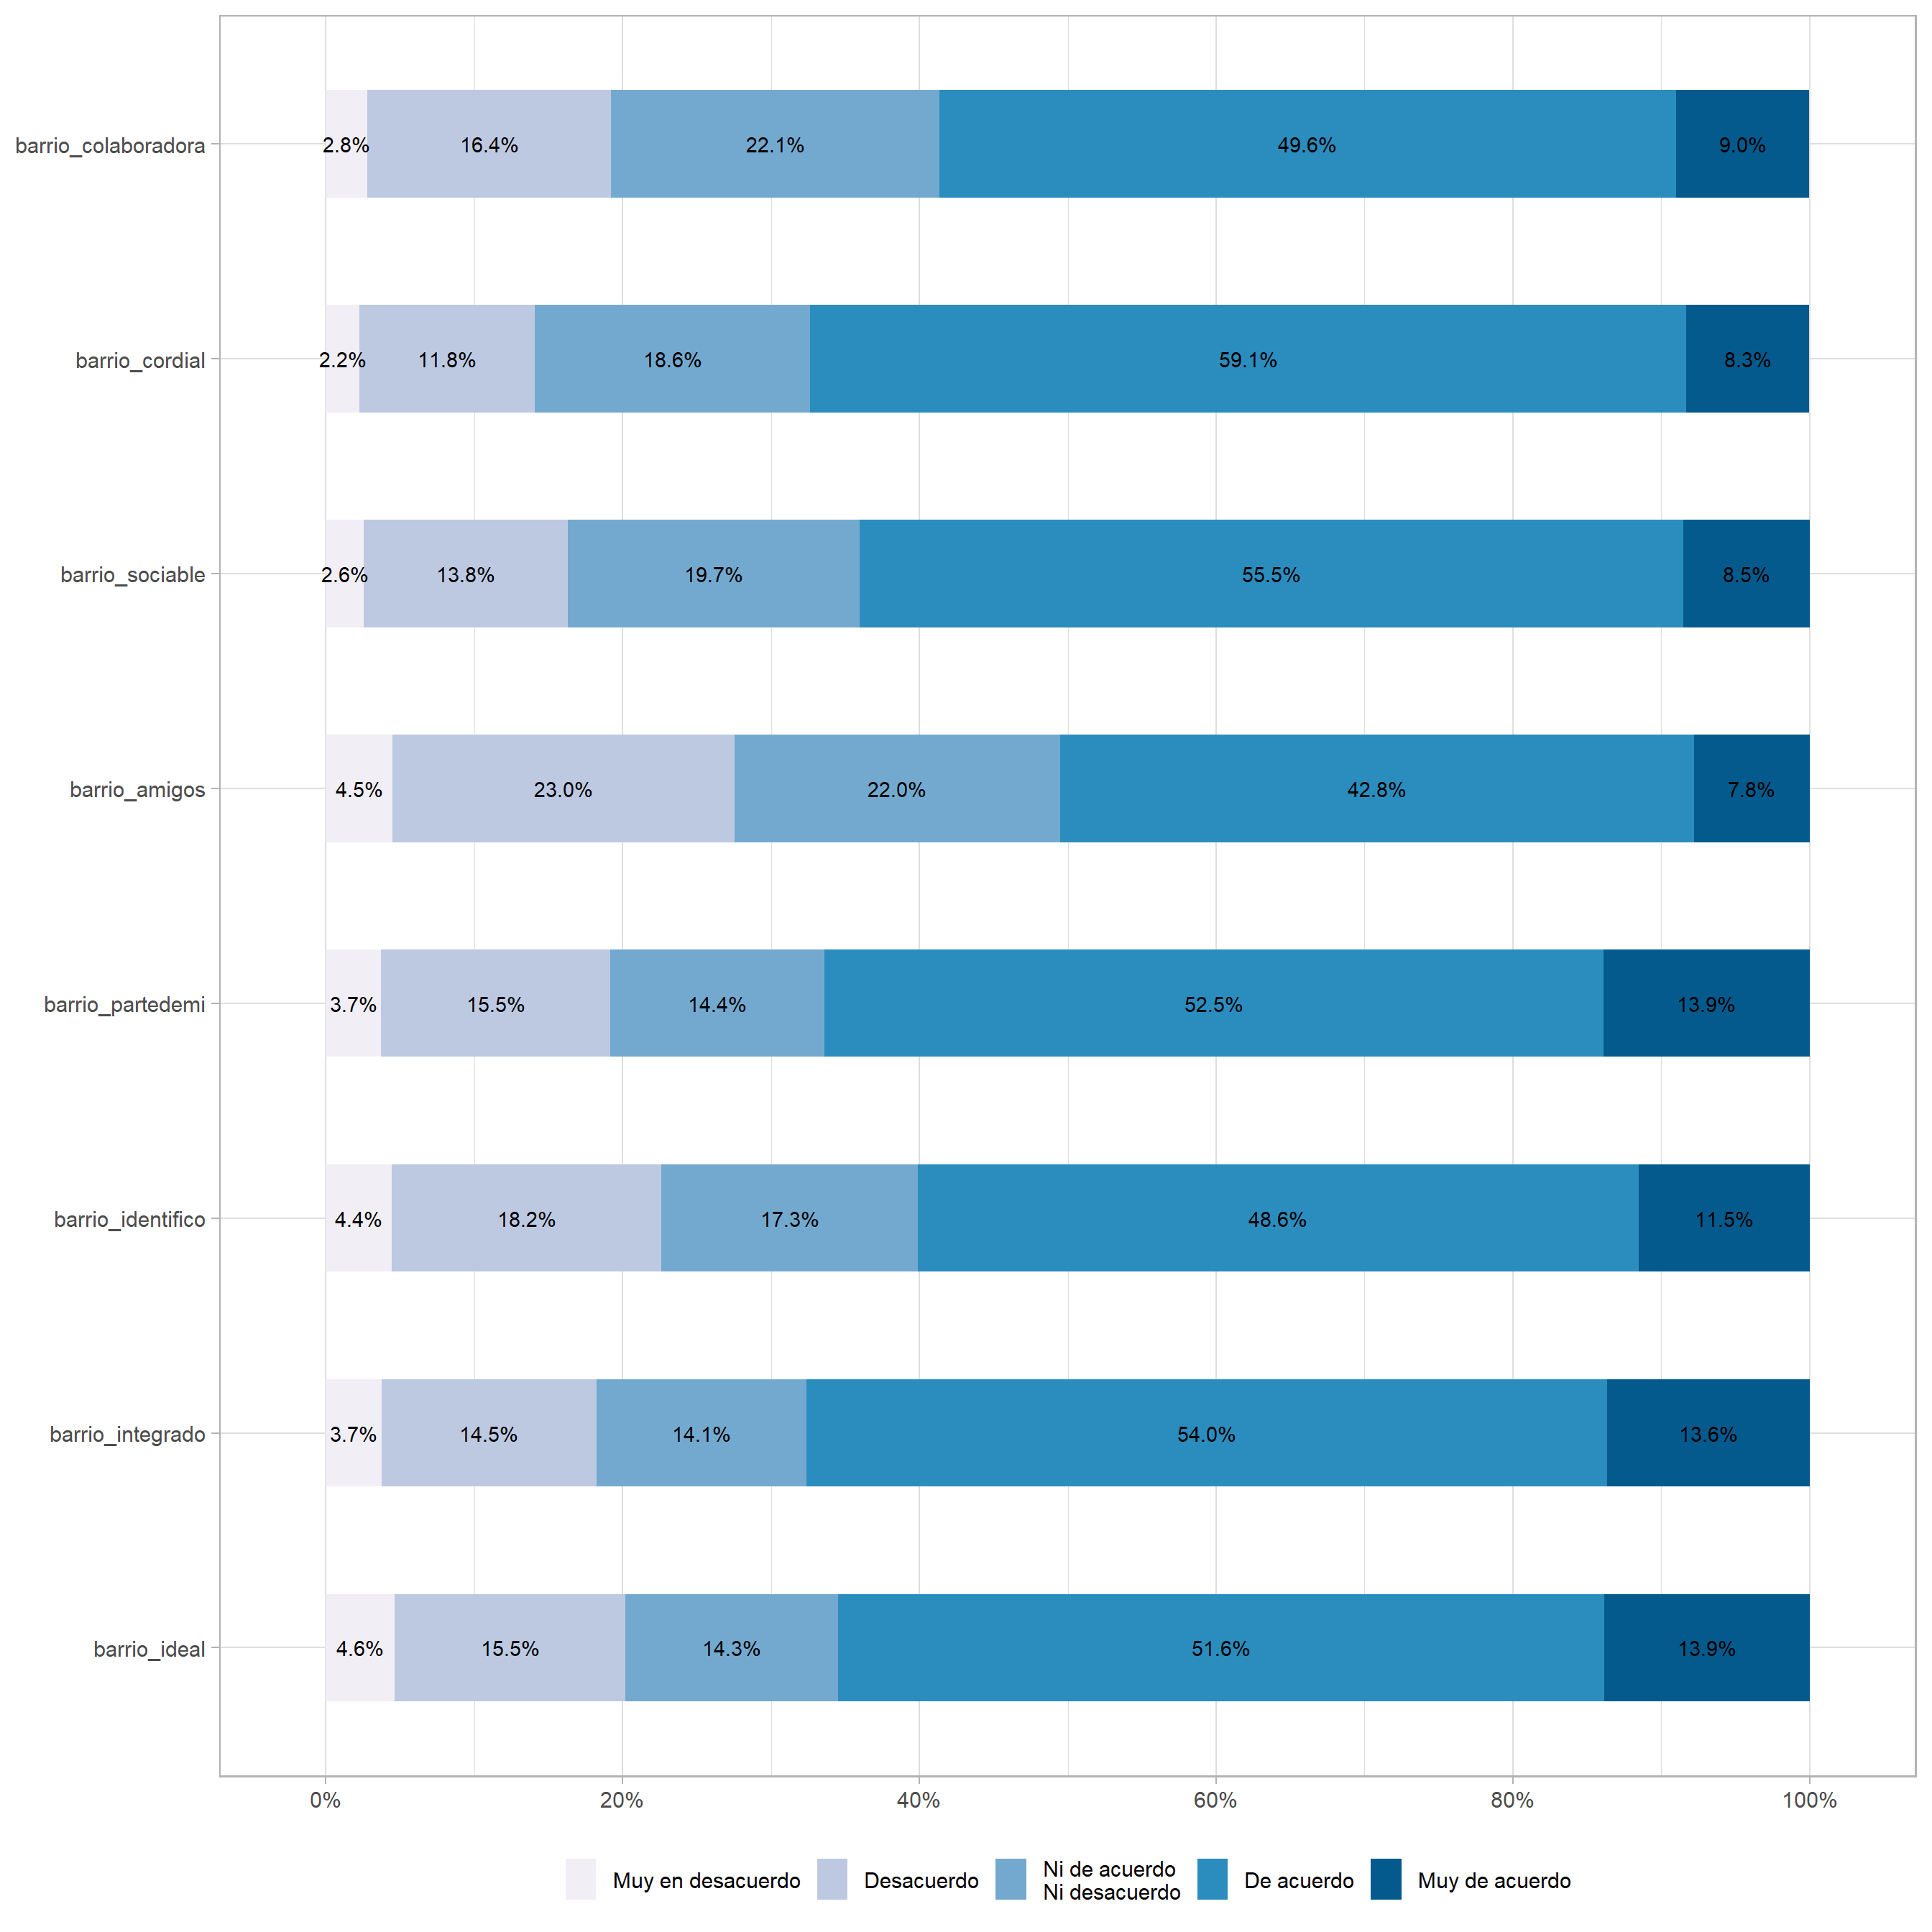 barrio_colaboradora 2.8% 16.4% 22.1% 49.6% 9.0%
barrio_cordial 2.2% 11.8% 18.6% 59.1% 8.3%
barrio_sociable 2.6% 13.8% 19.7% 55.5% 8.5%
barrio_amigos 4.5% 23.0% 22.0% 42.8% 7.8%
barrio_partedemi 3.7% 15.5% 14.4% 52.5% 13.9%
barrio_identifico 4.4% 18.2% 17.3% 48.6% 11.5%
barrio_integrado 3.7% 14.5% 14.1% 54.0% 13.6%
barrio_ideal 4.6% 15.5% 14.3% 51.6% 13.9%
0% 20% 40% 60% 80% 100%
Muy en desacuerdo
Desacuerdo
Ni de acuerdo
Ni desacuerdo
De acuerdo
Muy de acuerdo